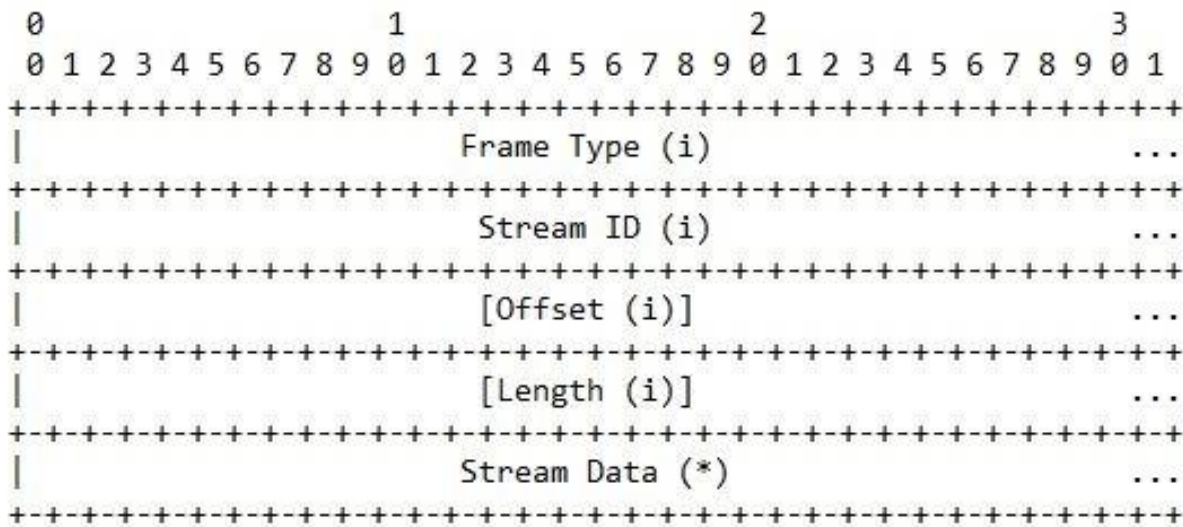 0                   1                   2                   3
 0 1 2 3 4 5 6 7 8 9 0 1 2 3 4 5 6 7 8 9 0 1 2 3 4 5 6 7 8 9 0 1
+-+-+-+-+-+-+-+-+-+-+-+-+-+-+-+-+-+-+-+-+-+-+-+-+-+-+-+-+-+-+-+-+
|                        Frame Type (i)                       ...
+-+-+-+-+-+-+-+-+-+-+-+-+-+-+-+-+-+-+-+-+-+-+-+-+-+-+-+-+-+-+-+-+
|                         Stream ID (i)                       ...
+-+-+-+-+-+-+-+-+-+-+-+-+-+-+-+-+-+-+-+-+-+-+-+-+-+-+-+-+-+-+-+-+
|                         [Offset (i)]                        ...
+-+-+-+-+-+-+-+-+-+-+-+-+-+-+-+-+-+-+-+-+-+-+-+-+-+-+-+-+-+-+-+-+
|                         [Length (i)]                        ...
+-+-+-+-+-+-+-+-+-+-+-+-+-+-+-+-+-+-+-+-+-+-+-+-+-+-+-+-+-+-+-+-+
|                        Stream Data (*)                      ...
+-+-+-+-+-+-+-+-+-+-+-+-+-+-+-+-+-+-+-+-+-+-+-+-+-+-+-+-+-+-+-+-+